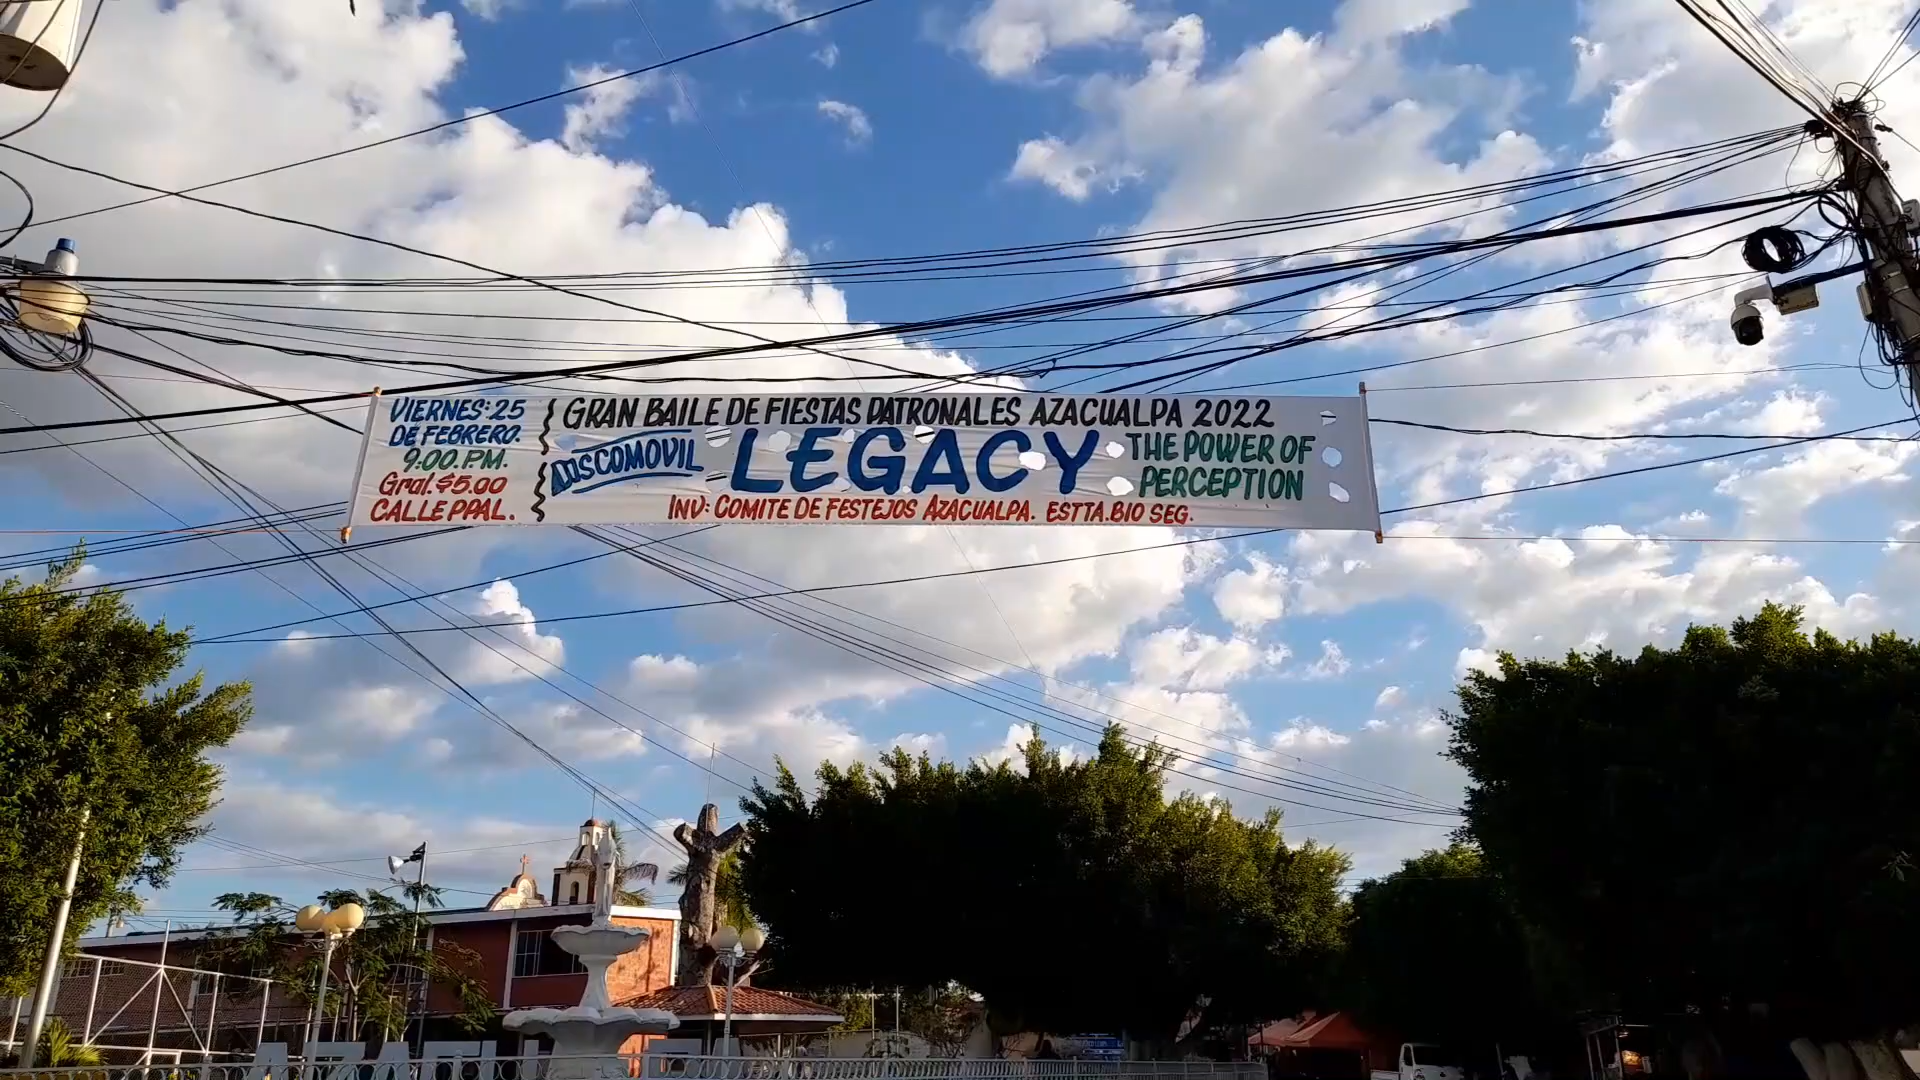 VIERNES:25
DE FEBRERO.
9:00.P.M.
Gral.$5.00
CALLE PPAL.
GRAN BAILE DE FIESTAS PATRONALES AZACUALPA 2022
DISCOMOVIL
LEGACY
THE POWER OF
PERCEPTION
INV: COMITE DE FESTEJOS AZACUALPA. ESTTA.BIO SEG.